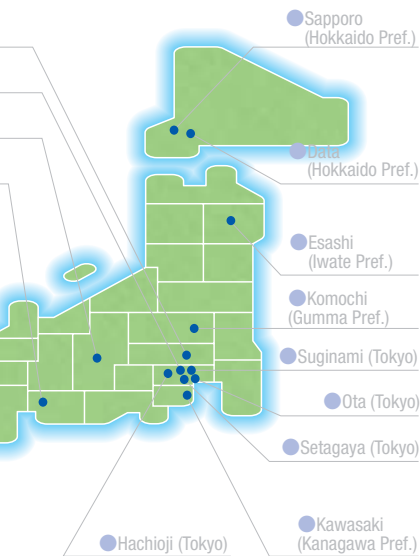 Sapporo
(Hokkaido Pref.)
Data
(Hokkaido Pref.)
Esashi
(Iwate Pref.)
Komochi
(Gumma Pref.)
Suginami (Tokyo)
Ota (Tokyo)
Setagaya (Tokyo)
Kawasaki
(Kanagawa Pref.)
Hachioji (Tokyo)